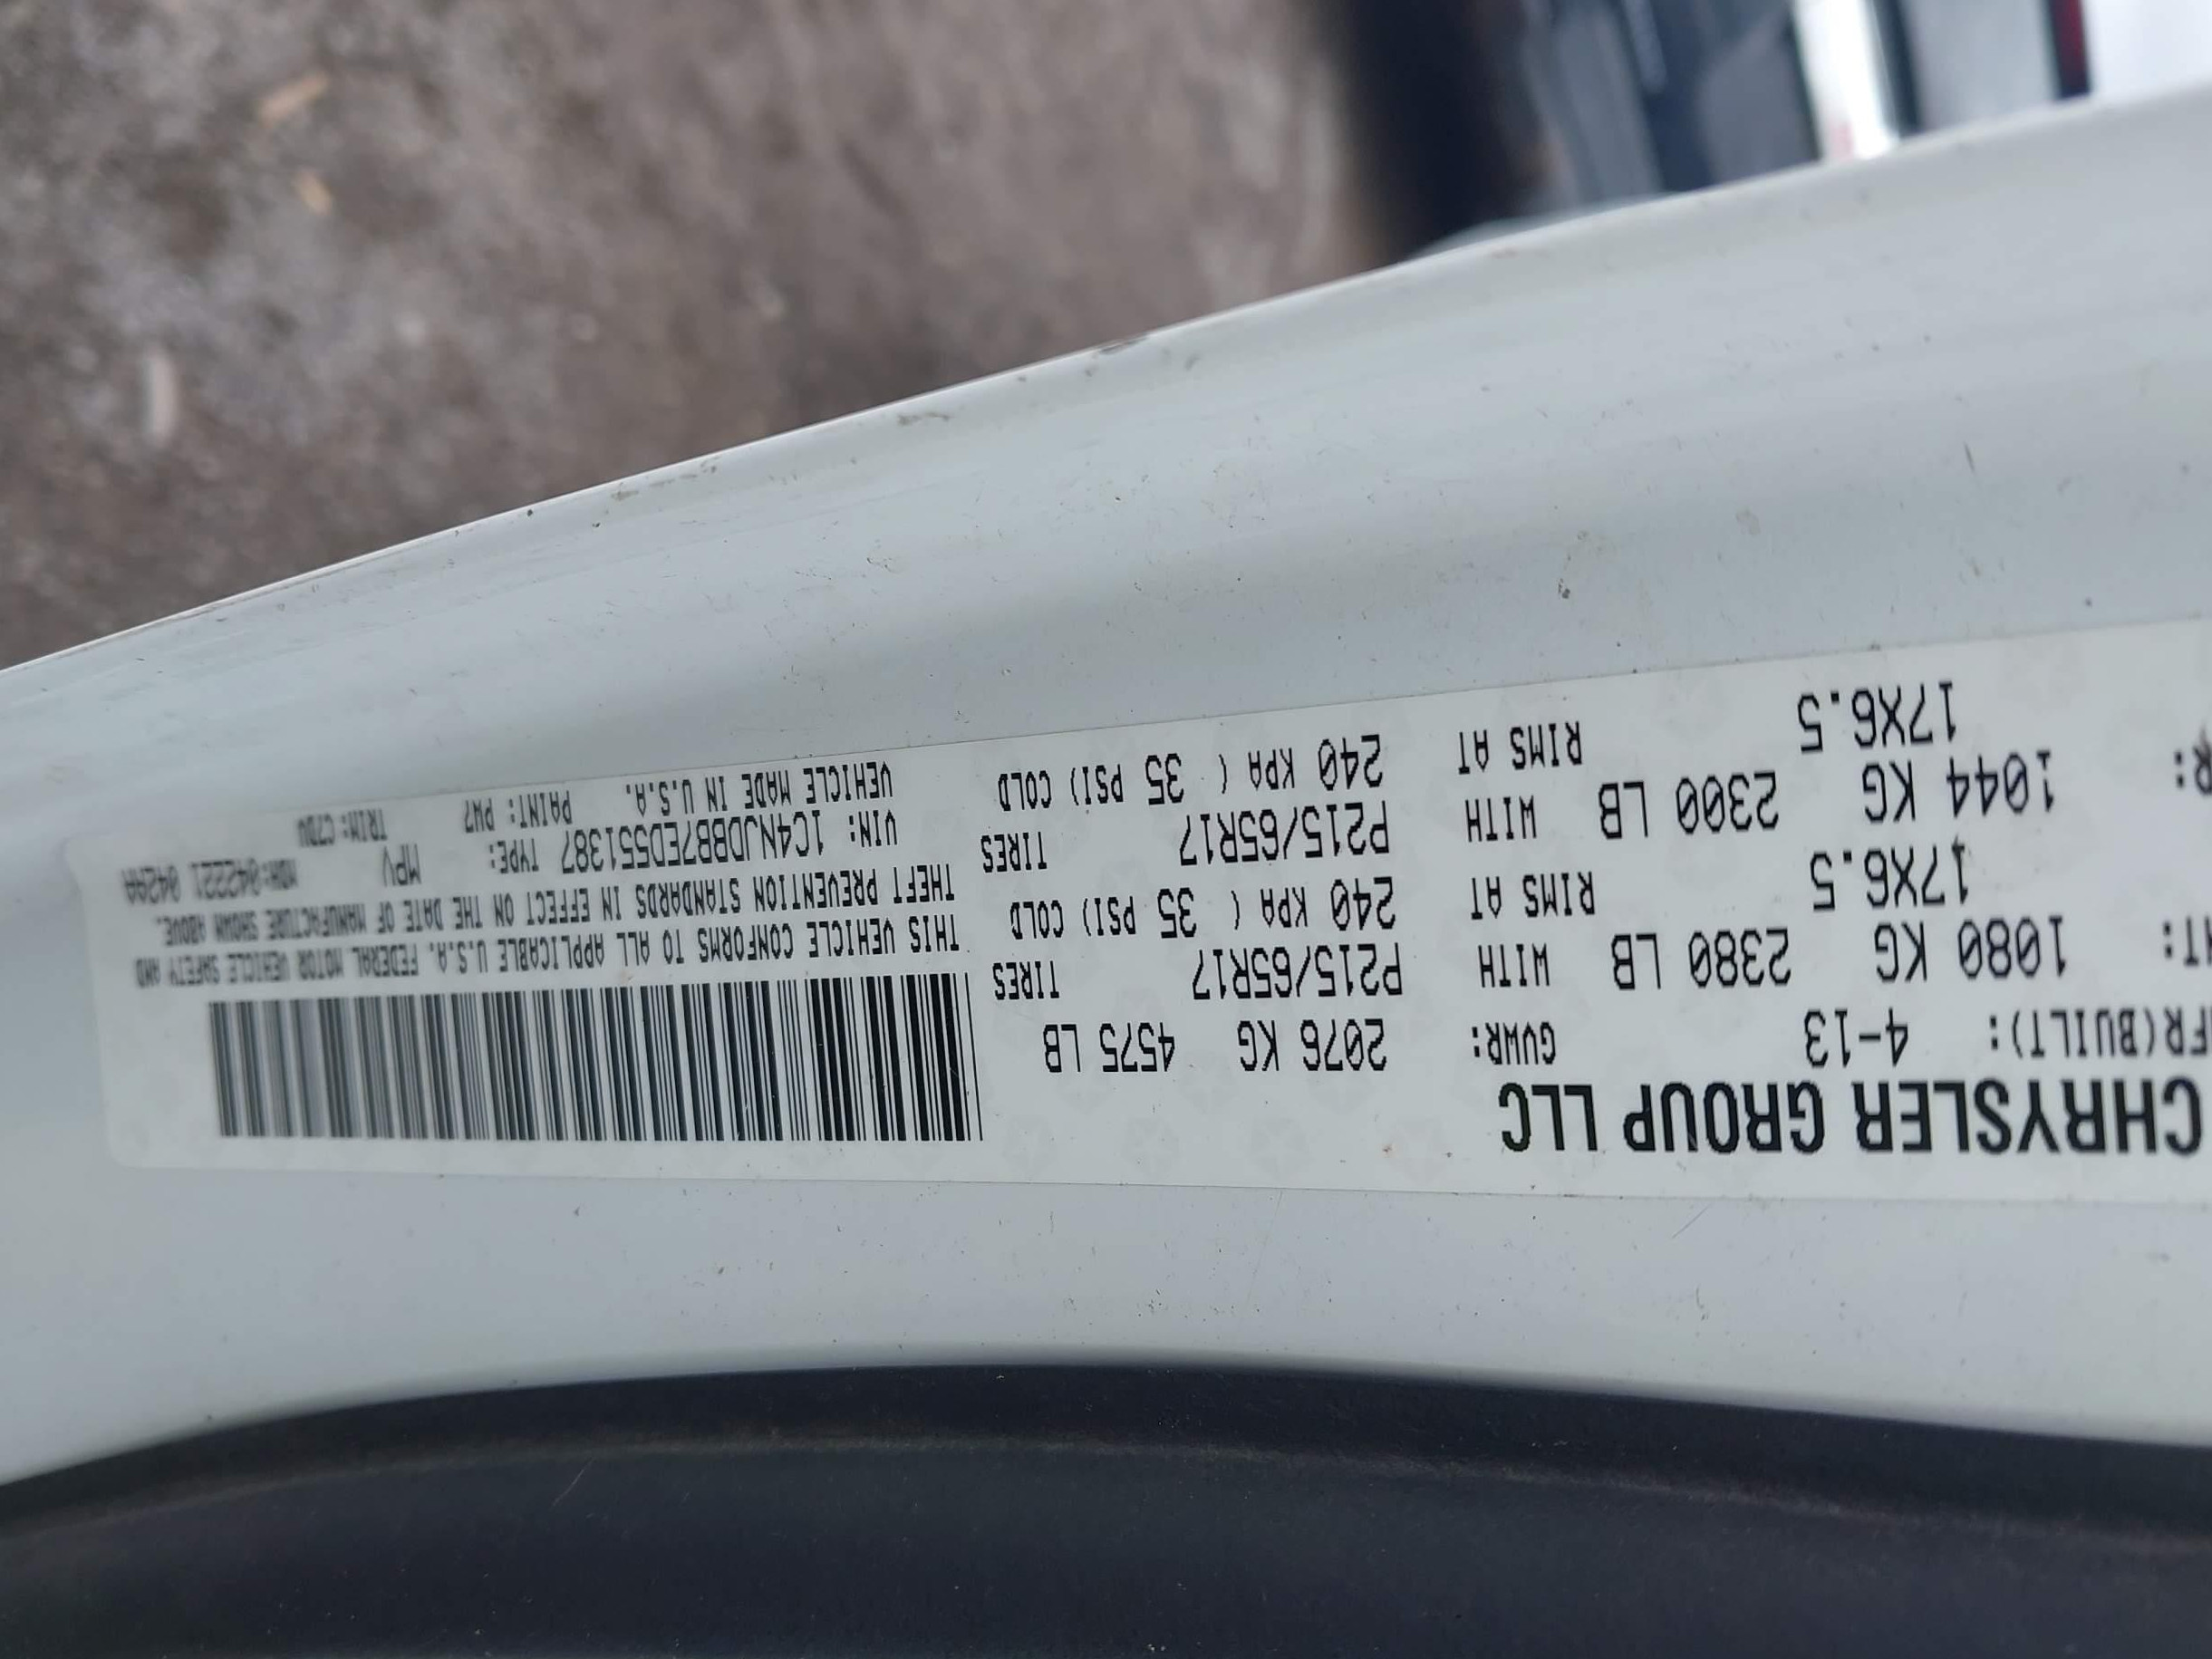 CHRYSLER GROUP LLC
FR(BUILT): 4-13 GVWR: 2076 KG 4575 LB
NT: 1080 KG 2380 LB WITH P215/65R17 TIRES
17X6.5 RIMS AT 240 KPA ( 35 PSI) COLD
R: 1044 KG 2300 LB WITH P215/65R17 TIRES
17X6.5 RIMS AT 240 KPA ( 35 PSI) COLD
THIS VEHICLE CONFORMS TO ALL APPLICABLE U.S.A. FEDERAL MOTOR VEHICLE SAFETY AND
THEFT PREVENTION STANDARDS IN EFFECT ON THE DATE OF MANUFACTURE SHOWN ABOVE.
VIN: 1C4NJDBB7ED551387 TYPE: MPV MDH:042221 042AA
VEHICLE MADE IN U.S.A. PAINT: PW7 TRIM: